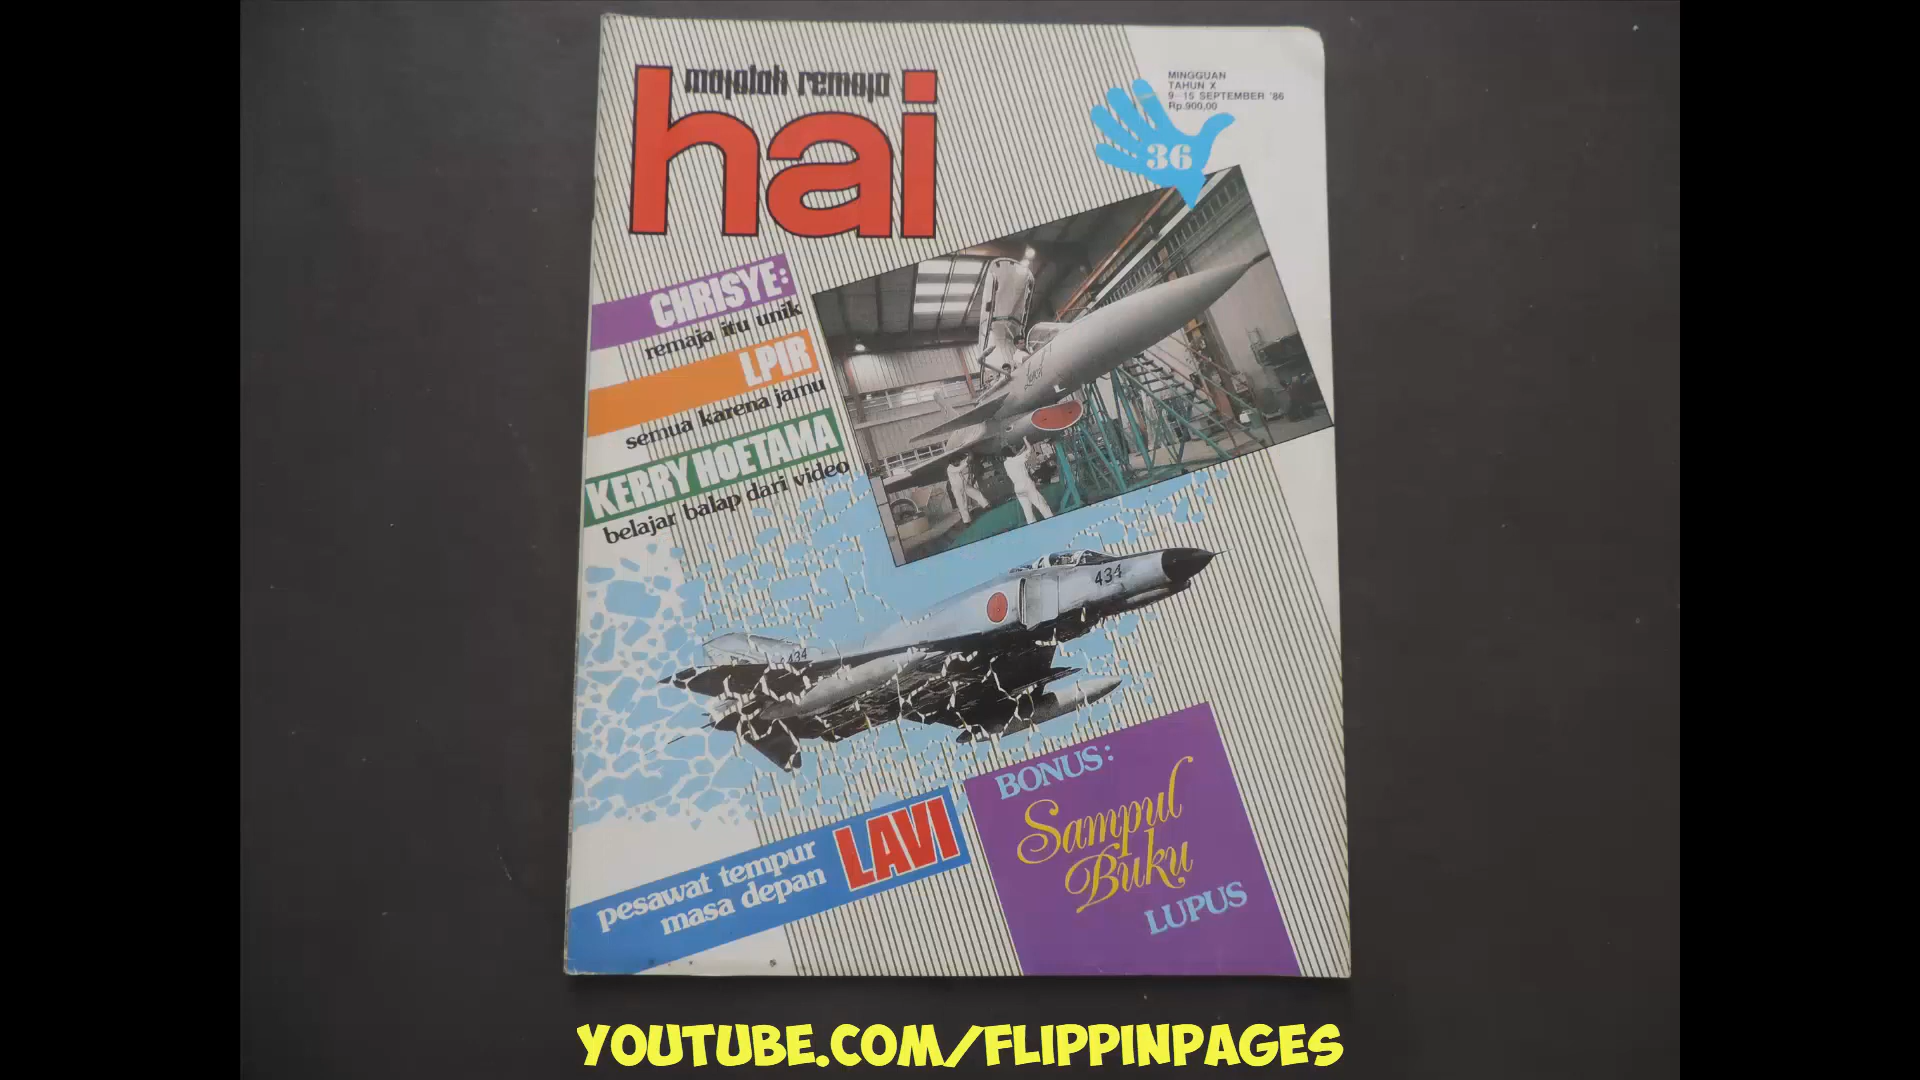 majalah remaja
hai
MINGGUAN
TAHUN X
9-15 SEPTEMBER '86
Rp.900,00
36
CHRISYE:
remaja itu unik
LPIR
semua karena jamu
KERRY HOETAMA
belajar balap dari video
434
434
pesawat tempur
masa depan
LAVI
BONUS:
Sampul
Buku
LUPUS
YOUTUBE.COM/FLIPPINPAGES